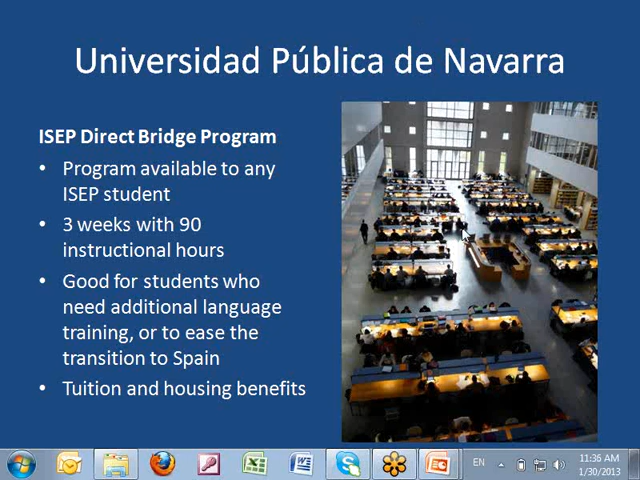 Universidad Pública de Navarra
ISEP Direct Bridge Program
• Program available to any
ISEP student
• 3 weeks with 90
instructional hours
• Good for students who
need additional language
training, or to ease the
transition to Spain
• Tuition and housing benefits
EN
11:36 AM
1/30/2013